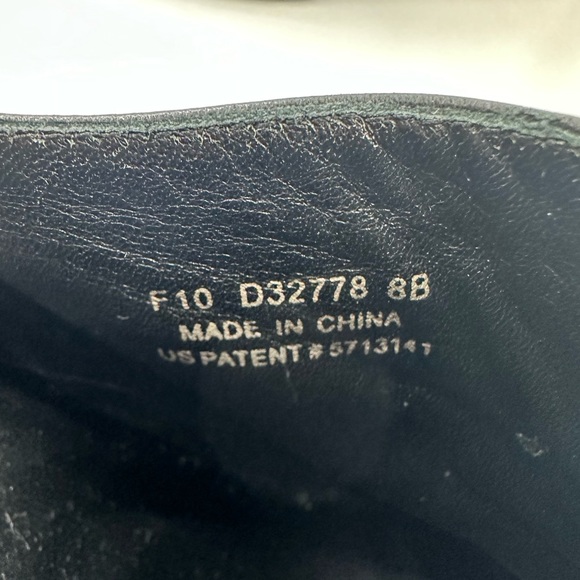 F10 D32778 8B
MADE IN CHINA
US PATENT # 5713141